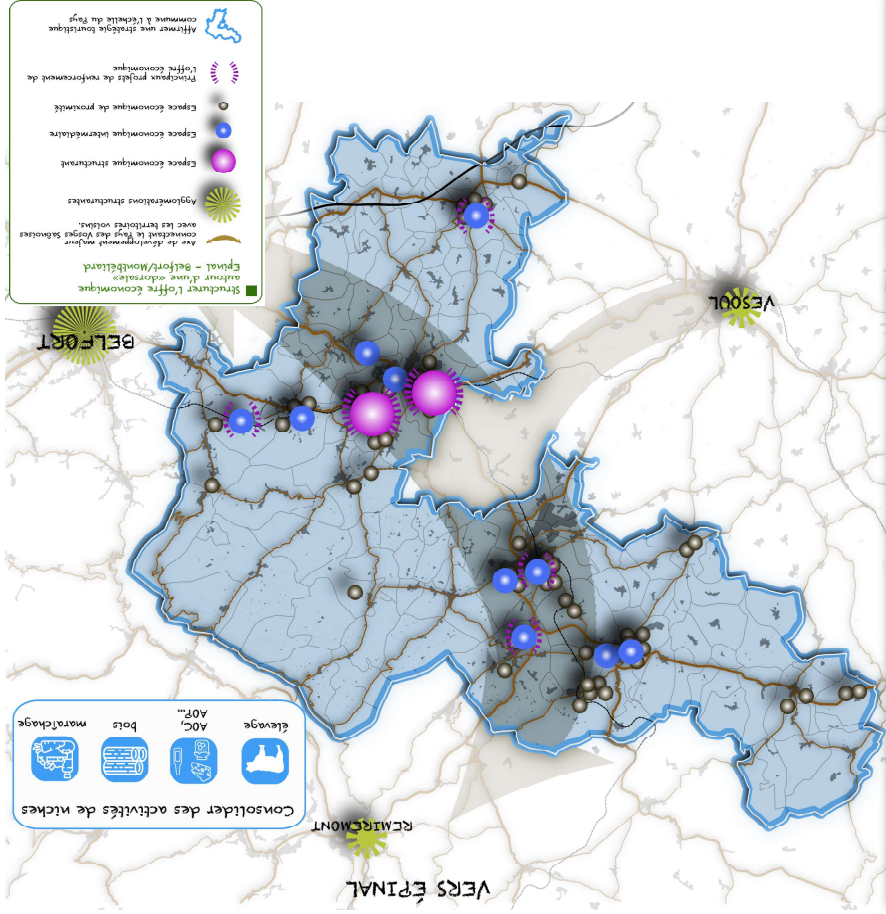 VERS ÉPINAL
REMIREMONT
Consolider des activités de niches
élevage
AOC,
AOP...
bois
maraîchage
BELFORT
VESOUL
Structurer l'offre économique
autour d'une «dorsale»
Epinal - Belfort/Montbéliard
Axe de développement majeur
connectant le Pays des Vosges Saônoises
avec les territoires voisins.
Agglomérations structurantes
Espace économique structurant
Espace économique intermédiaire
Espace économique de proximité
Principaux projets de renforcement de
l'offre économique
Affirmer une stratégie touristique
commune à l'échelle du Pays